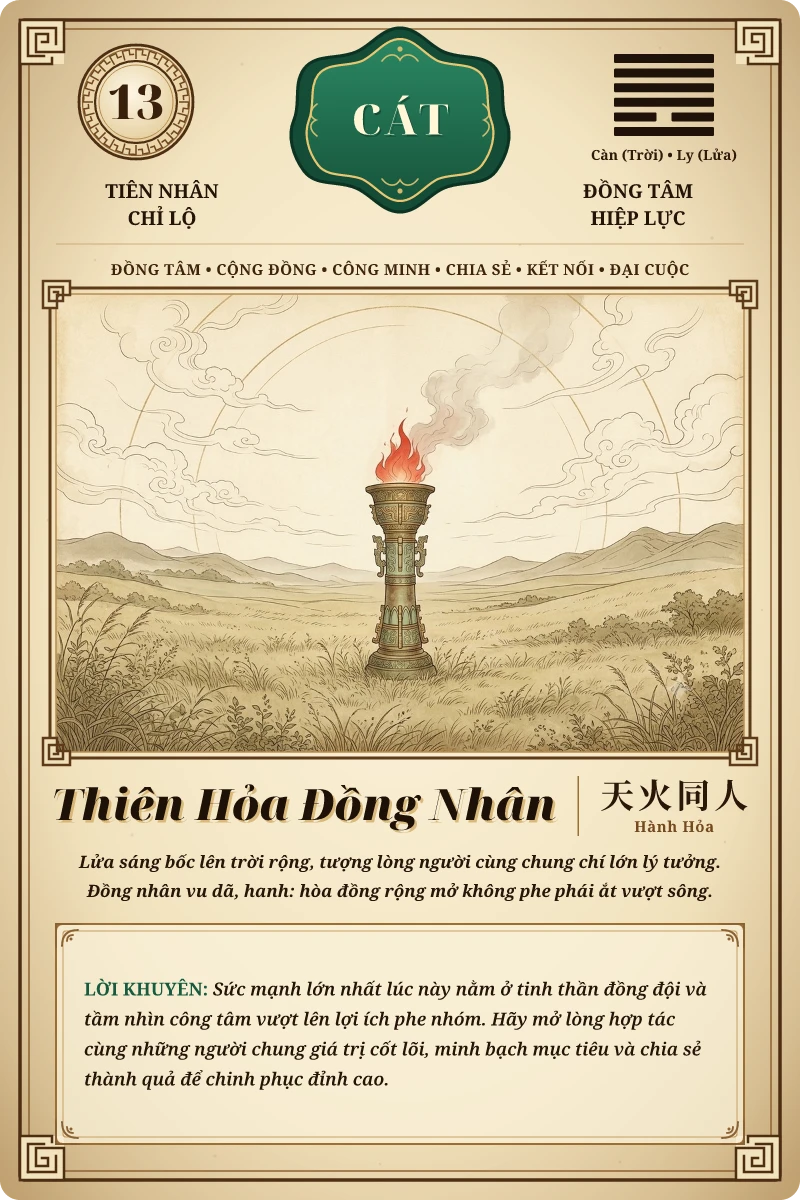 13
CÁT
Càn (Trời) • Ly (Lửa)
TIÊN NHÂN
CHỈ LỘ
ĐỒNG TÂM
HIỆP LỰC
ĐỒNG TÂM • CỘNG ĐỒNG • CÔNG MINH • CHIA SẺ • KẾT NỐI • ĐẠI CUỘC
Thiên Hỏa Đồng Nhân
天火同人
Hành Hỏa
Lửa sáng bốc lên trời rộng, tượng lòng người cùng chung chí lớn lý tưởng.
Đồng nhân vu dã, hanh: hòa đồng rộng mở không phe phái ắt vượt sông.
LỜI KHUYÊN: Sức mạnh lớn nhất lúc này nằm ở tinh thần đồng đội và
tầm nhìn công tâm vượt lên lợi ích phe nhóm. Hãy mở lòng hợp tác
cùng những người chung giá trị cốt lõi, minh bạch mục tiêu và chia sẻ
thành quả để chinh phục đỉnh cao.